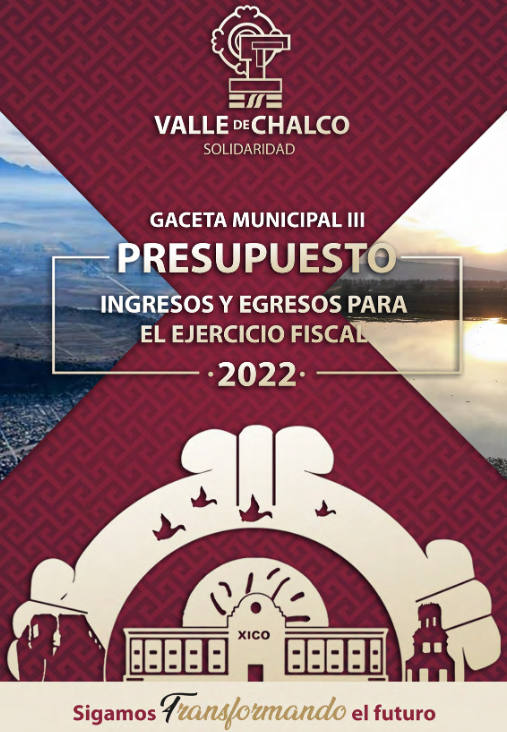 VALLE DE CHALCO
SOLIDARIDAD
GACETA MUNICIPAL III
PRESUPUESTO
INGRESOS Y EGRESOS PARA
EL EJERCICIO FISCAL
·2022·
XICO
Sigamos Transformando el futuro